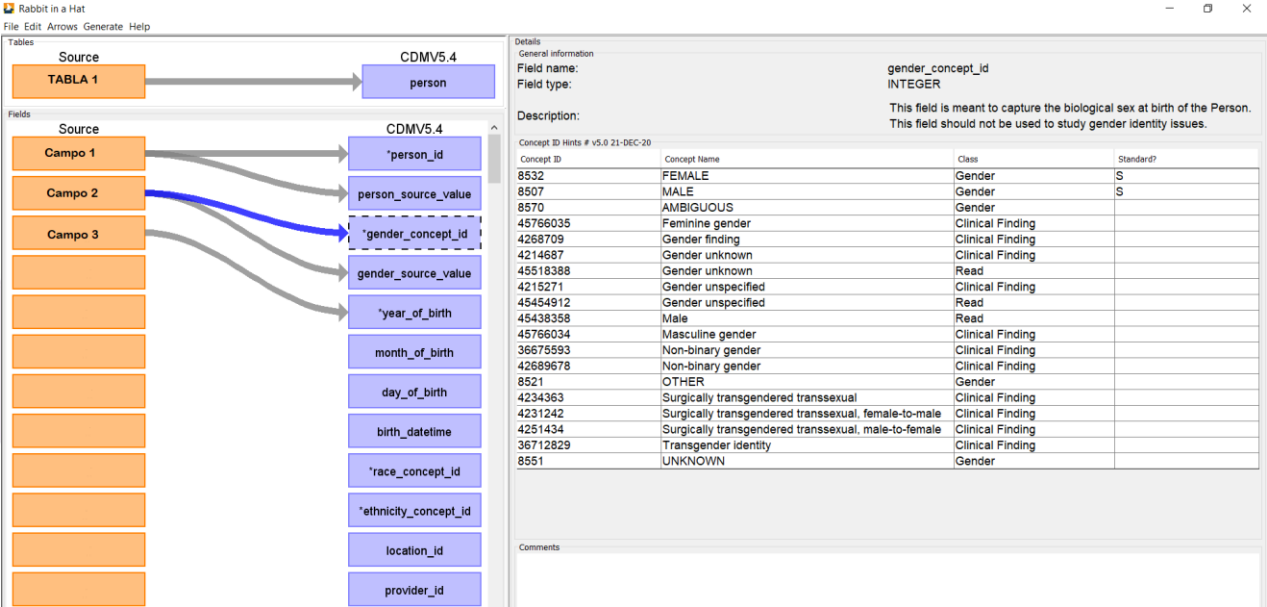 Rabbit in a Hat
File Edit Arrows Generate Help
Tables
Source CDMV5.4
TABLA 1 person
Fields
Source CDMV5.4
Campo 1 *person_id
Campo 2 person_source_value
Campo 3 *gender_concept_id
gender_source_value
*year_of_birth
month_of_birth
day_of_birth
birth_datetime
*race_concept_id
*ethnicity_concept_id
location_id
provider_id
Details
General information
Field name: gender_concept_id
Field type: INTEGER
Description: This field is meant to capture the biological sex at birth of the Person.
This field should not be used to study gender identity issues.
Concept ID Hints # v5.0 21-DEC-20
Concept ID Concept Name Class Standard?
8532 FEMALE Gender S
8507 MALE Gender S
8570 AMBIGUOUS Gender
45766035 Feminine gender Clinical Finding
4268709 Gender finding Clinical Finding
4214687 Gender unknown Clinical Finding
45518388 Gender unknown Read
4215271 Gender unspecified Clinical Finding
45454912 Gender unspecified Read
45438358 Male Read
45766034 Masculine gender Clinical Finding
36675593 Non-binary gender Clinical Finding
42689678 Non-binary gender Clinical Finding
8521 OTHER Gender
4234363 Surgically transgendered transsexual Clinical Finding
4231242 Surgically transgendered transsexual, female-to-male Clinical Finding
4251434 Surgically transgendered transsexual, male-to-female Clinical Finding
36712829 Transgender identity Clinical Finding
8551 UNKNOWN Gender
Comments